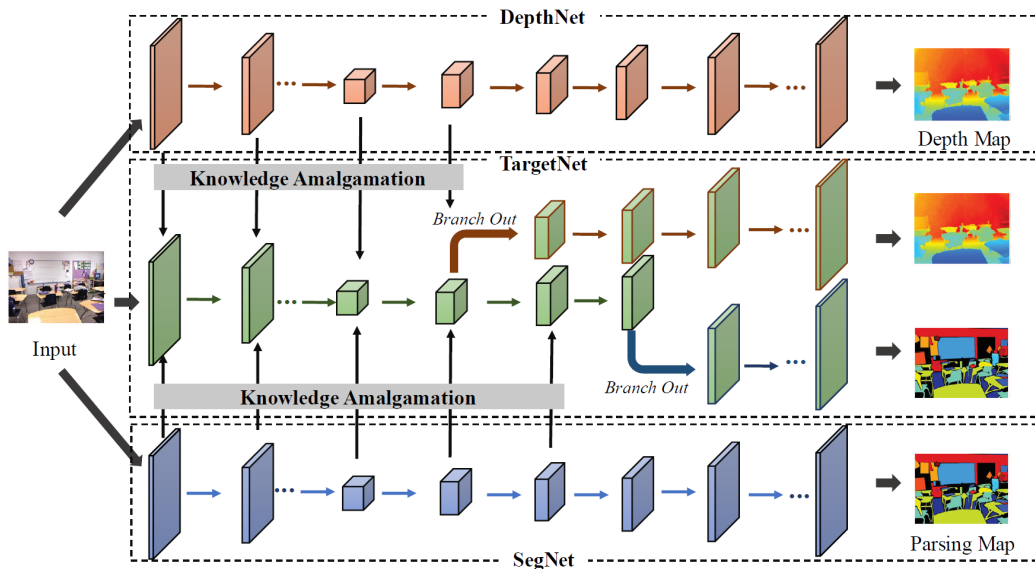 DepthNet
Depth Map
TargetNet
Knowledge Amalgamation
Branch Out
Input
Branch Out
Knowledge Amalgamation
Parsing Map
SegNet